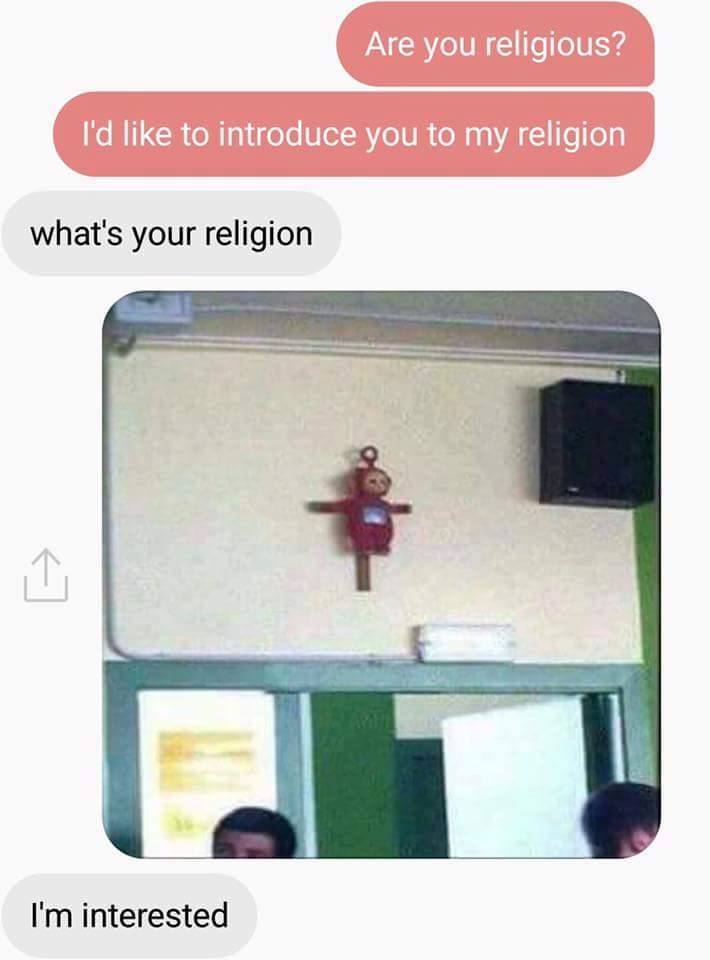 Are you religious?
I'd like to introduce you to my religion
what's your religion
I'm interested